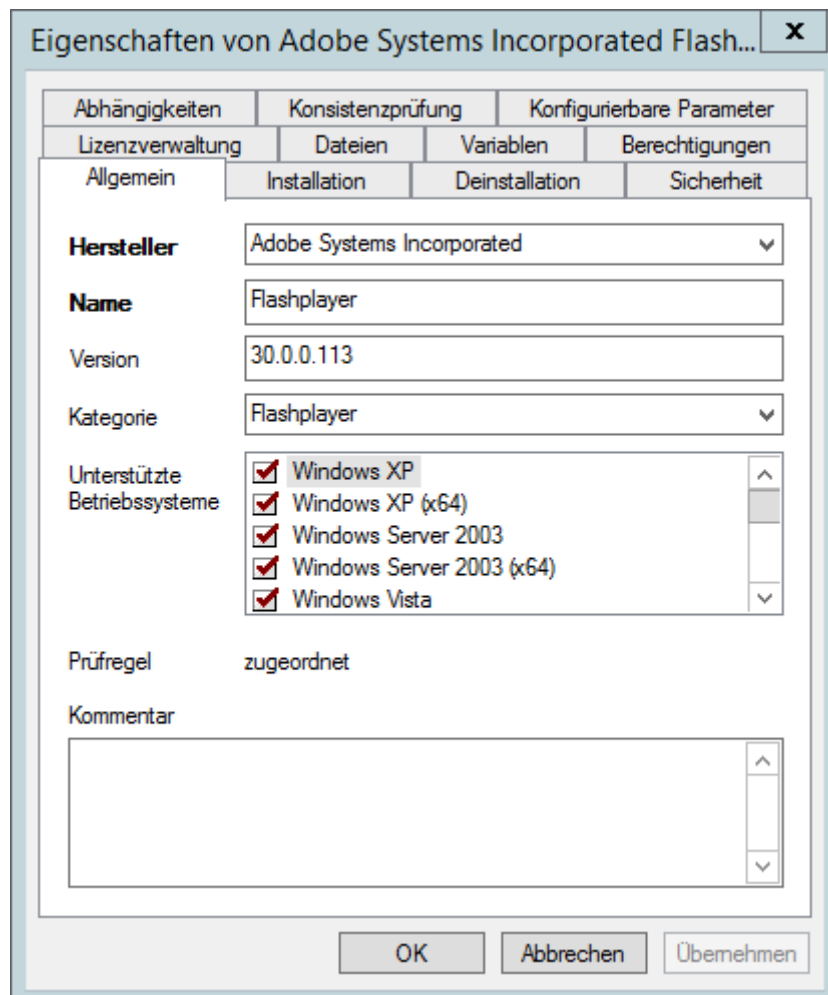 Eigenschaften von Adobe Systems Incorporated Flash... x
Abhängigkeiten Konsistenzprüfung Konfigurierbare Parameter
Lizenzverwaltung Dateien Variablen Berechtigungen
Allgemein Installation Deinstallation Sicherheit
Hersteller Adobe Systems Incorporated
Name Flashplayer
Version 30.0.0.113
Kategorie Flashplayer
Unterstützte Betriebssysteme
Windows XP
Windows XP (x64)
Windows Server 2003
Windows Server 2003 (x64)
Windows Vista
Prüfregel zugeordnet
Kommentar
OK Abbrechen Übernehmen